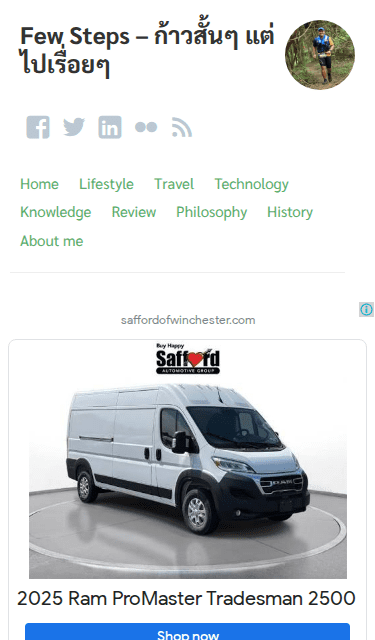 Few Steps – ก้าวสั้นๆ แต่
ไปเรื่อยๆ
Home Lifestyle Travel Technology
Knowledge Review Philosophy History
About me
saffordofwinchester.com
Buy Happy
Safford
AUTOMOTIVE GROUP
RAM
2025 Ram ProMaster Tradesman 2500
Shop now